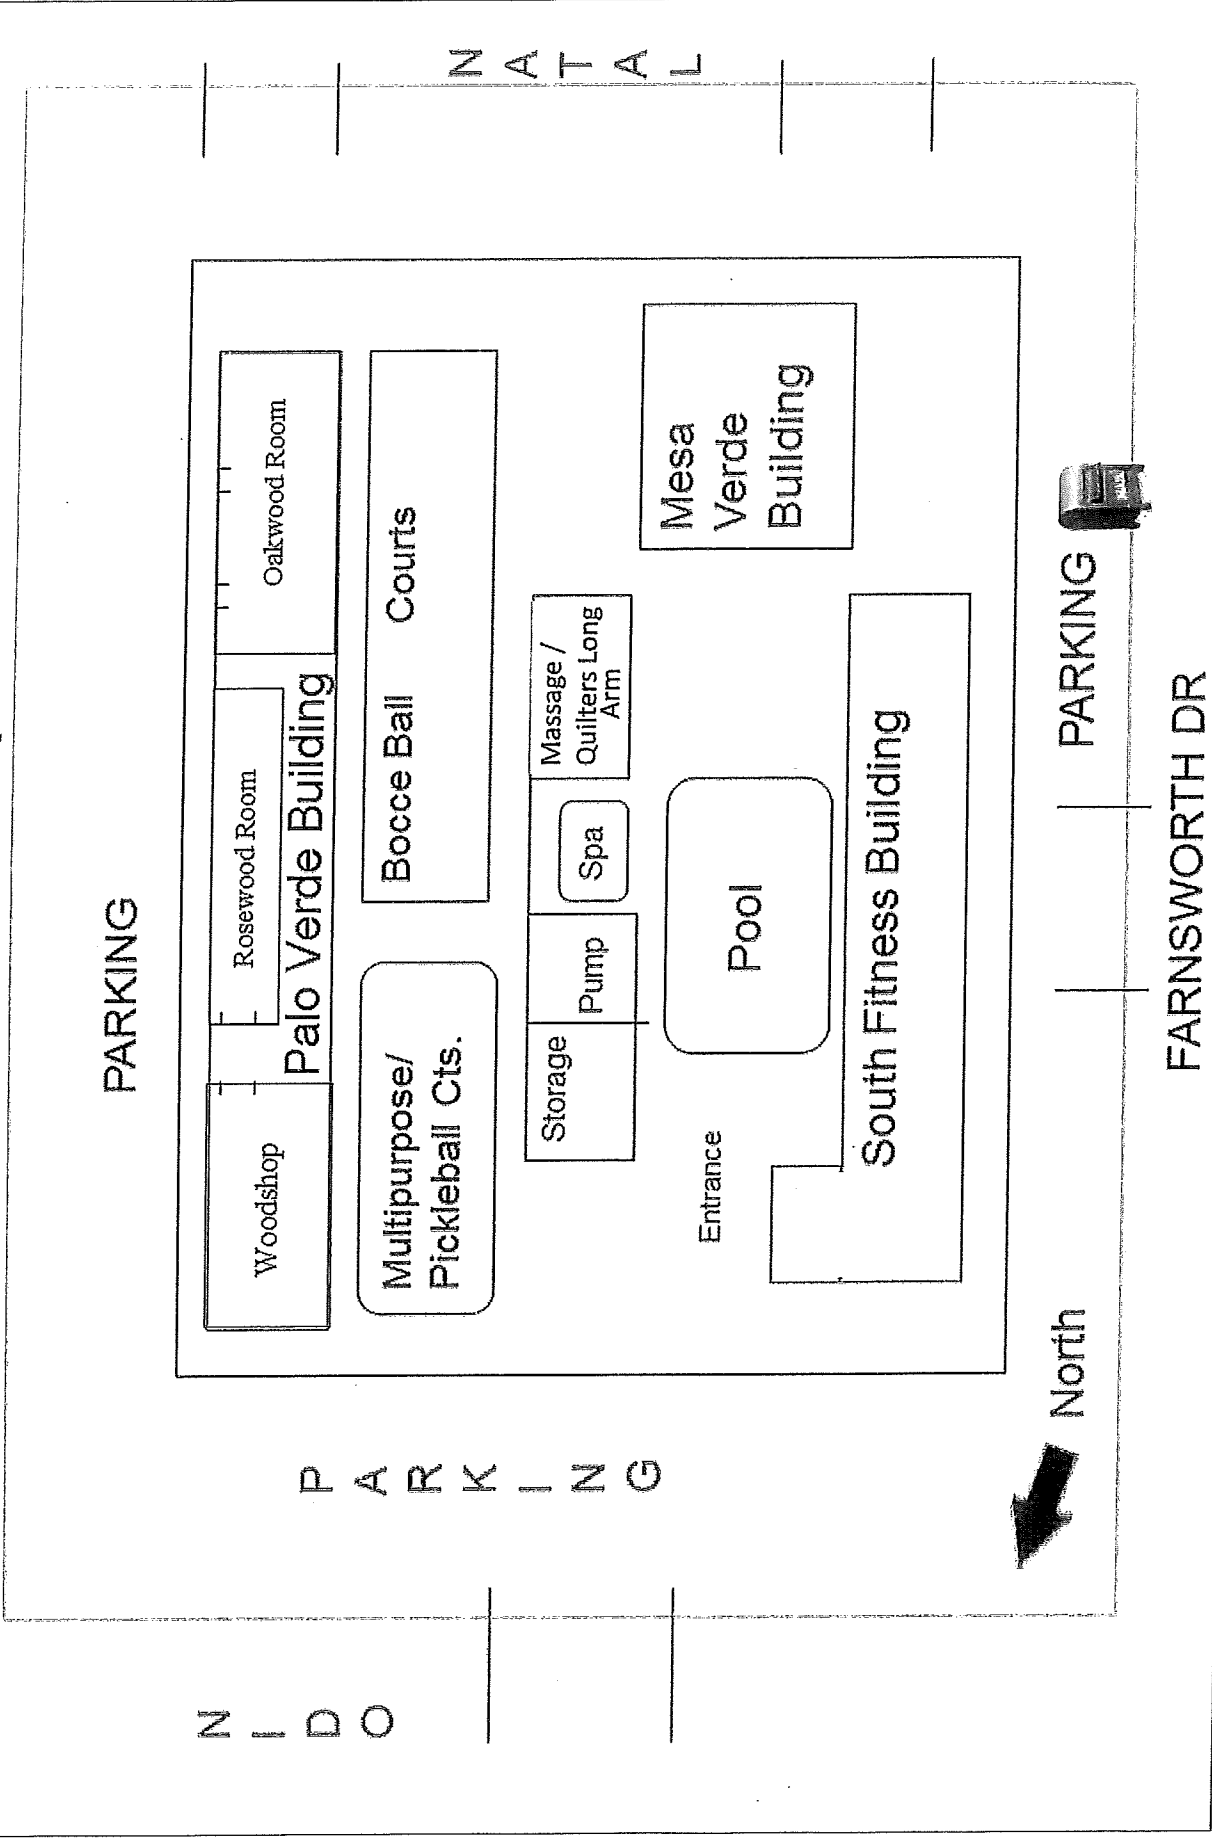 PARKING
Woodshop
Rosewood Room
Oakwood Room
Palo Verde Building
Multipurpose/
Pickleball Cts.
Bocce Ball Courts
Storage
Pump
Spa
Massage /
Quilters Long
Arm
Entrance
Pool
Mesa
Verde
Building
South Fitness Building
NIDO
PARKING
NATAL
North
PARKING
FARNSWORTH DR